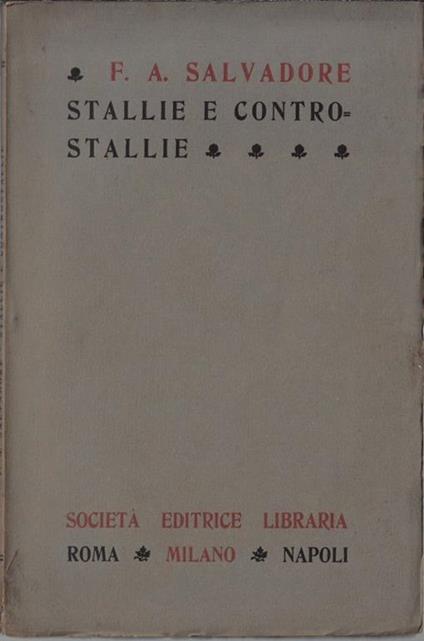 F. A. SALVADORE
STALLIE E CONTRO=
STALLIE
SOCIETÀ EDITRICE LIBRARIA
ROMA MILANO NAPOLI